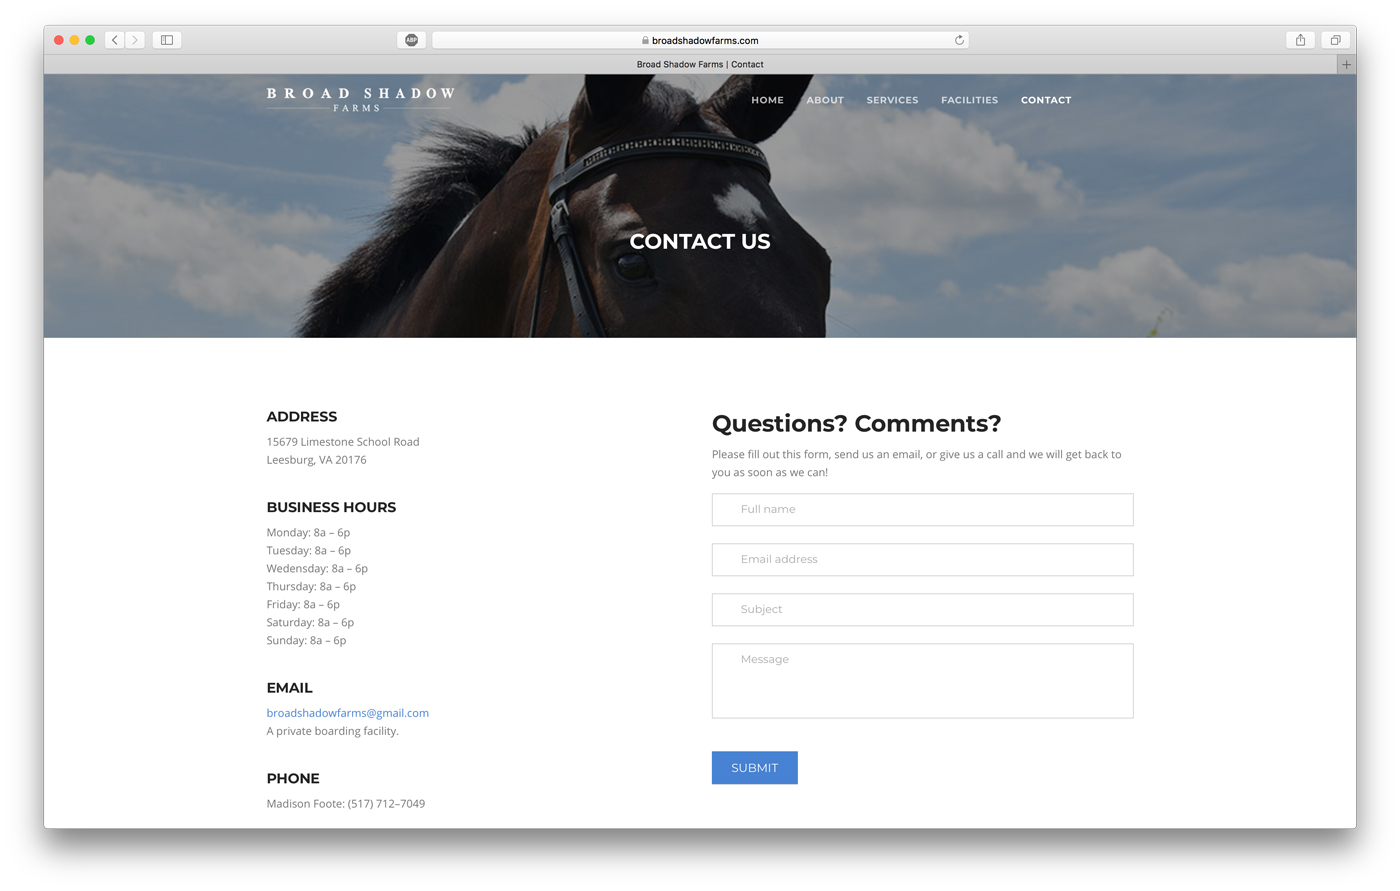 ABP
broadshadowfarms.com
Broad Shadow Farms | Contact
BROAD SHADOW
FARMS
HOME ABOUT SERVICES FACILITIES CONTACT
CONTACT US
ADDRESS
15679 Limestone School Road
Leesburg, VA 20176
BUSINESS HOURS
Monday: 8a – 6p
Tuesday: 8a – 6p
Wedensday: 8a – 6p
Thursday: 8a – 6p
Friday: 8a – 6p
Saturday: 8a – 6p
Sunday: 8a – 6p
EMAIL
broadshadowfarms@gmail.com
A private boarding facility.
PHONE
Madison Foote: (517) 712–7049
Questions? Comments?
Please fill out this form, send us an email, or give us a call and we will get back to
you as soon as we can!
Full name
Email address
Subject
Message
SUBMIT